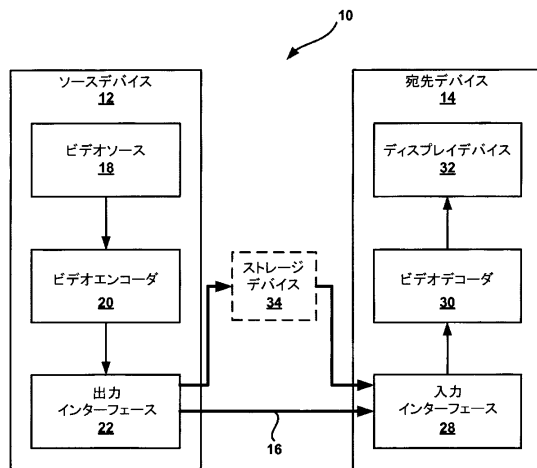 10
ソースデバイス
12
ビデオソース
18
ビデオエンコーダ
20
出力
インターフェース
22
ストレージ
デバイス
34
16
宛先デバイス
14
ディスプレイデバイス
32
ビデオデコーダ
30
入力
インターフェース
28